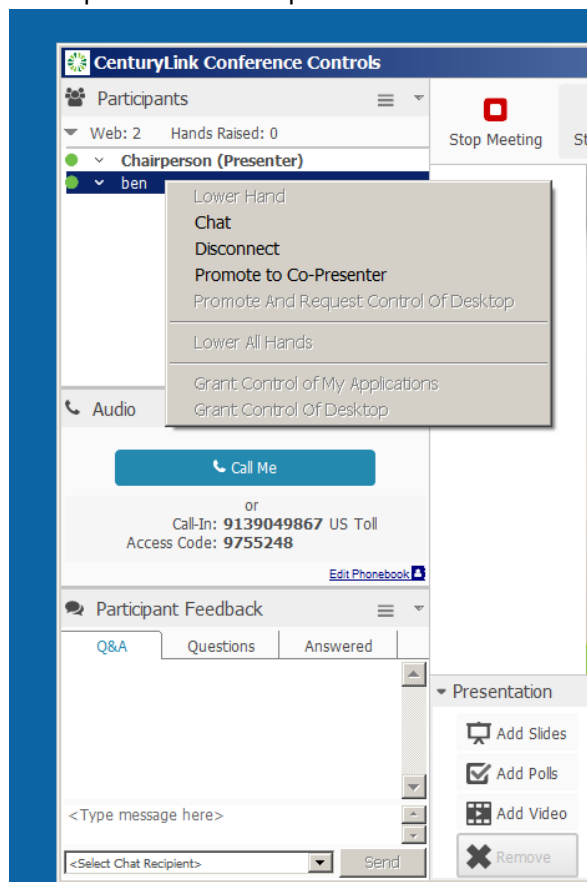 CenturyLink Conference Controls
Participants
Web: 2 Hands Raised: 0
Chairperson (Presenter)
ben
Lower Hand
Chat
Disconnect
Promote to Co-Presenter
Promote And Request Control Of Desktop
Lower All Hands
Grant Control of My Applications
Grant Control Of Desktop
Stop Meeting
St
Audio
Call Me
or
Call-In: 9139049867 US Toll
Access Code: 9755248
Edit Phonebook
Participant Feedback
Q&A Questions Answered
<Type message here>
<Select Chat Recipient> Send
Presentation
Add Slides
Add Polls
Add Video
Remove